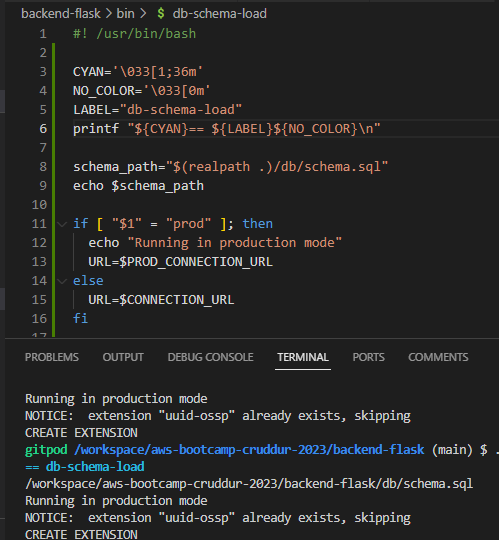 backend-flask > bin > $ db-schema-load
1 #! /usr/bin/bash
2
3 CYAN='\033[1;36m'
4 NO_COLOR='\033[0m'
5 LABEL="db-schema-load"
6 printf "${CYAN}== ${LABEL}${NO_COLOR}\n"
7
8 schema_path="$(realpath .)/db/schema.sql"
9 echo $schema_path
10
11 if [ "$1" = "prod" ]; then
12   echo "Running in production mode"
13   URL=$PROD_CONNECTION_URL
14 else
15   URL=$CONNECTION_URL
16 fi
17
PROBLEMS OUTPUT DEBUG CONSOLE TERMINAL PORTS COMMENTS
Running in production mode
NOTICE:  extension "uuid-ossp" already exists, skipping
CREATE EXTENSION
gitpod /workspace/aws-bootcamp-cruddur-2023/backend-flask (main) $ .
== db-schema-load
/workspace/aws-bootcamp-cruddur-2023/backend-flask/db/schema.sql
Running in production mode
NOTICE:  extension "uuid-ossp" already exists, skipping
CREATE EXTENSION